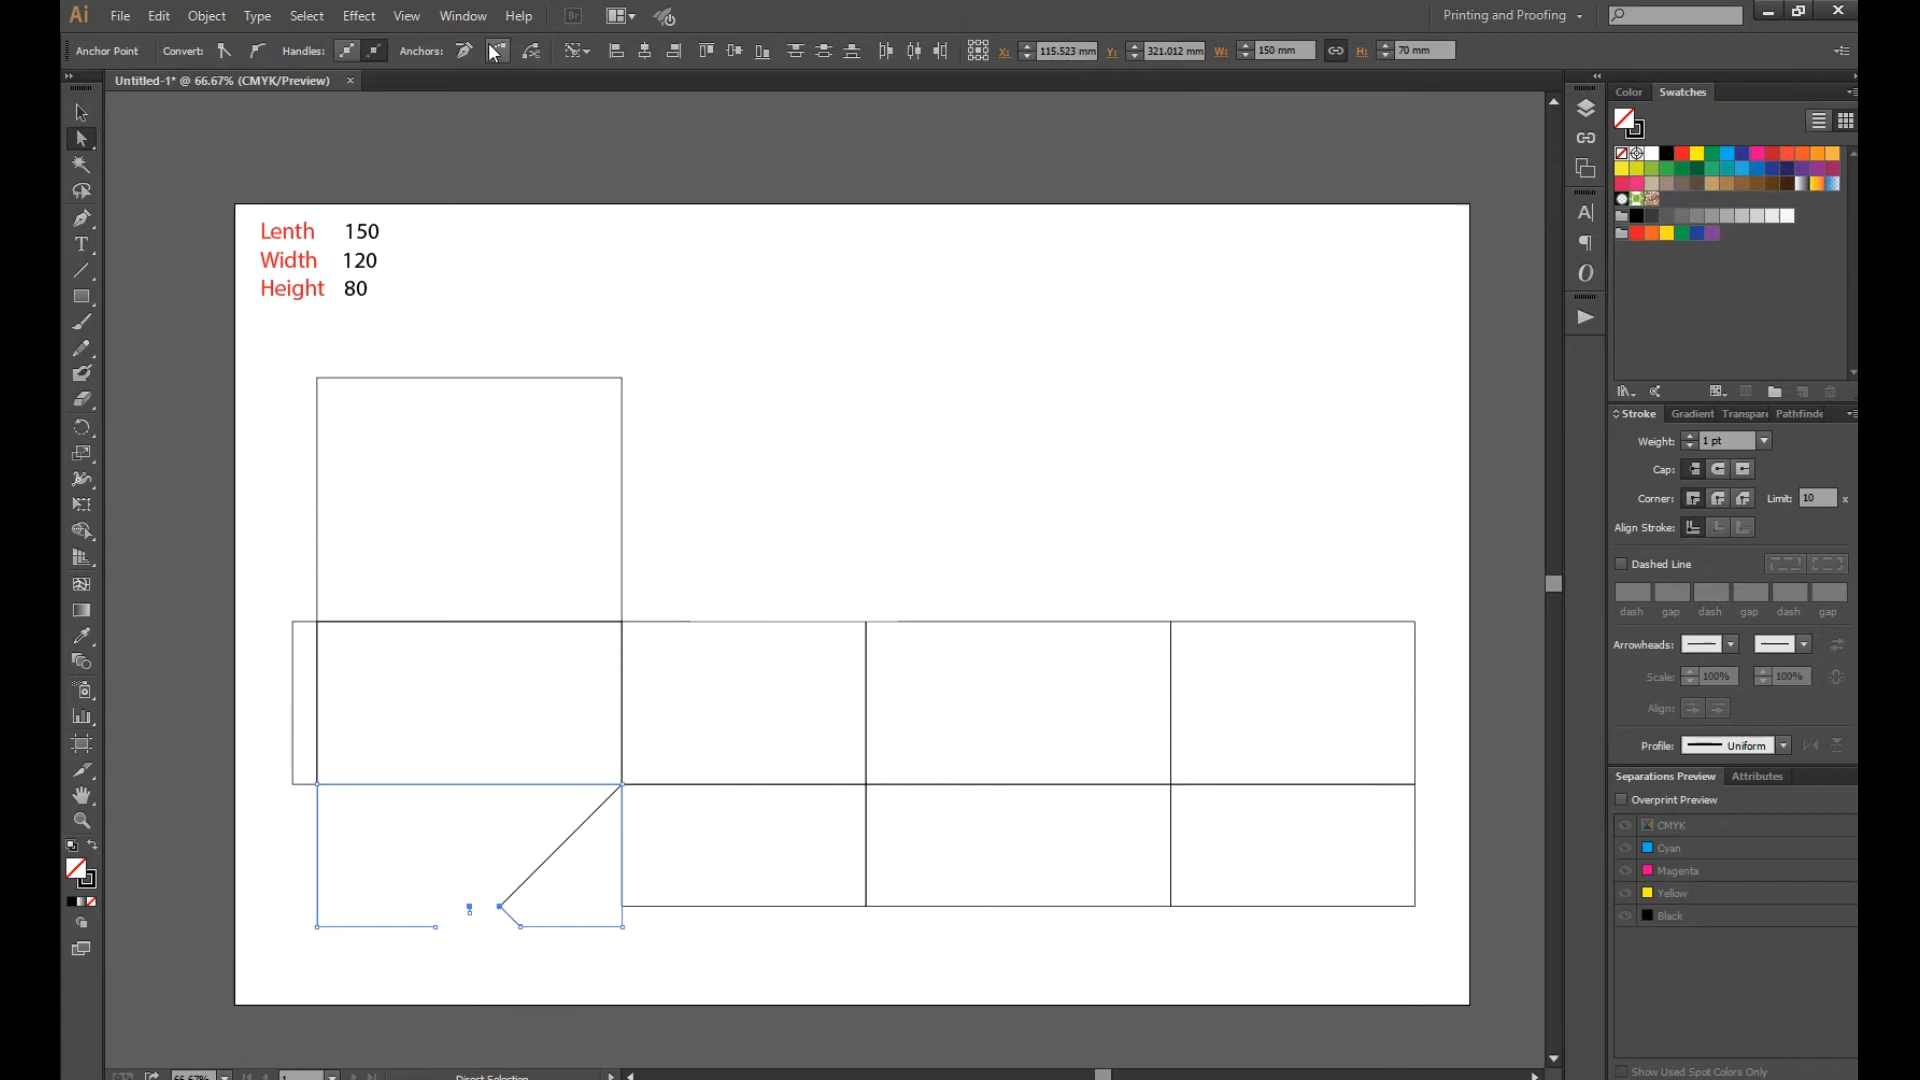 Ai File Edit Object Type Select Effect View Window Help Br Printing and Proofing
Anchor Point Convert: Handles: Anchors: X: 115.523 mm Y: 321.012 mm W: 150 mm H: 70 mm
Untitled-1* @ 66.67% (CMYK/Preview)
Color Swatches
Lenth 150
Width 120
Height 80
Stroke Gradient Transpare Pathfinde
Weight: 1 pt
Cap:
Corner: Limit: 10 x
Align Stroke:
Dashed Line
dash gap dash gap dash gap
Arrowheads:
Scale: 100% 100%
Align:
Profile: Uniform
Separations Preview Attributes
Overprint Preview
CMYK
Cyan
Magenta
Yellow
Black
Show Used Spot Colors Only
66.67% 1 Direct Selection